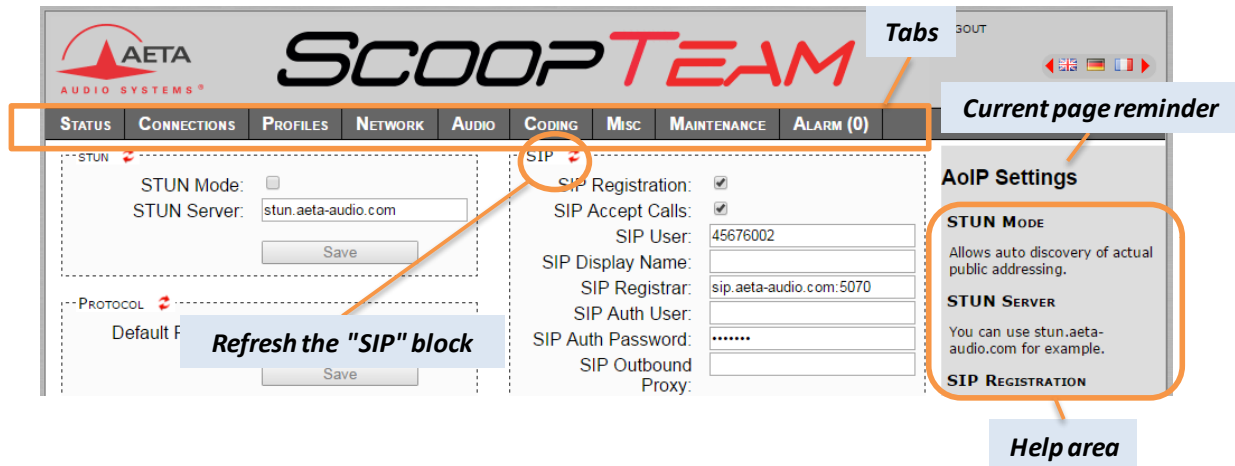 AETA
AUDIO SYSTEMS®
SCOOPTEAM
Tabs
GOUT
STATUS CONNECTIONS PROFILES NETWORK AUDIO CODING MISC MAINTENANCE ALARM (0)
Current page reminder
STUN
STUN Mode:
STUN Server: stun.aeta-audio.com
Save
PROTOCOL
Default
Save
Refresh the "SIP" block
SIP
SIP Registration:
SIP Accept Calls:
SIP User: 45676002
SIP Display Name:
SIP Registrar: sip.aeta-audio.com:5070
SIP Auth User:
SIP Auth Password: •••••••
SIP Outbound
Proxy:
AoIP Settings
STUN MODE
Allows auto discovery of actual
public addressing.
STUN SERVER
You can use stun.aeta-
audio.com for example.
SIP REGISTRATION
Help area